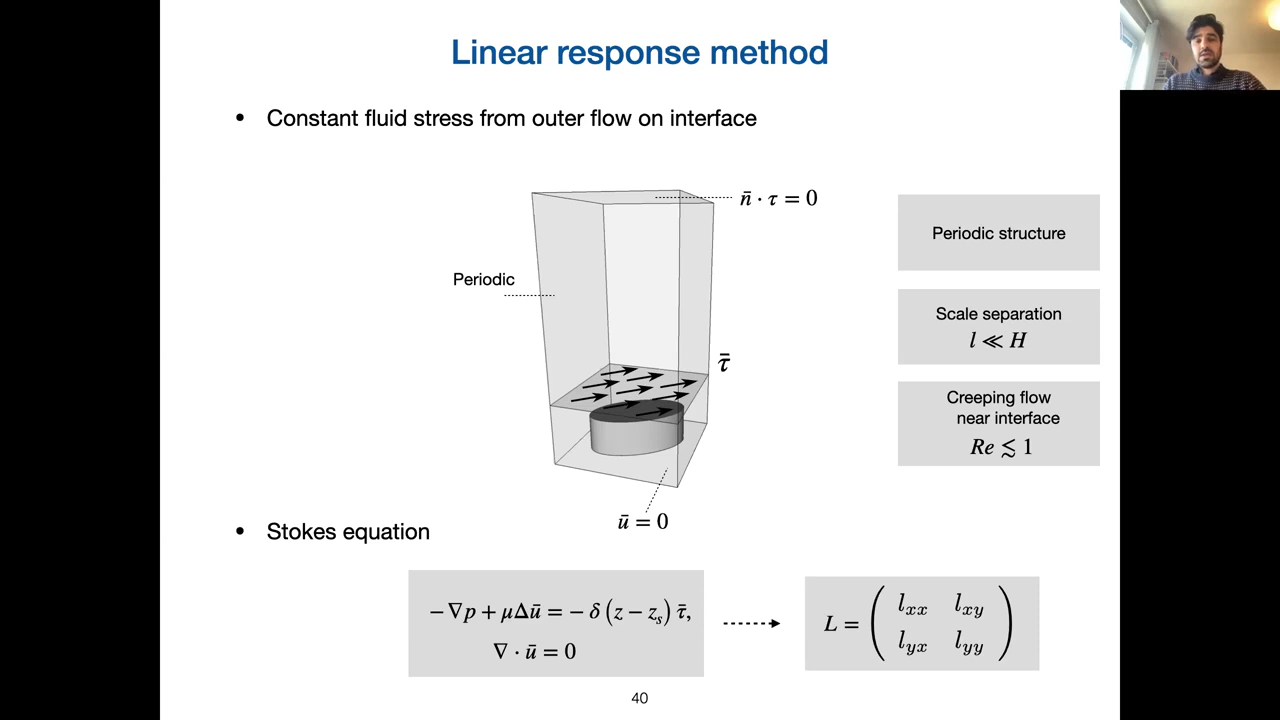 Linear response method
• Constant fluid stress from outer flow on interface
n̄ · τ = 0
Periodic structure
Periodic
Scale separation
l ≪ H
τ̄
Creeping flow
near interface
Re ≲ 1
ū = 0
• Stokes equation
−∇p + μΔū = − δ (z − zₛ) τ̄,
∇ · ū = 0
L = ( l_xx l_xy
l_yx l_yy )
40